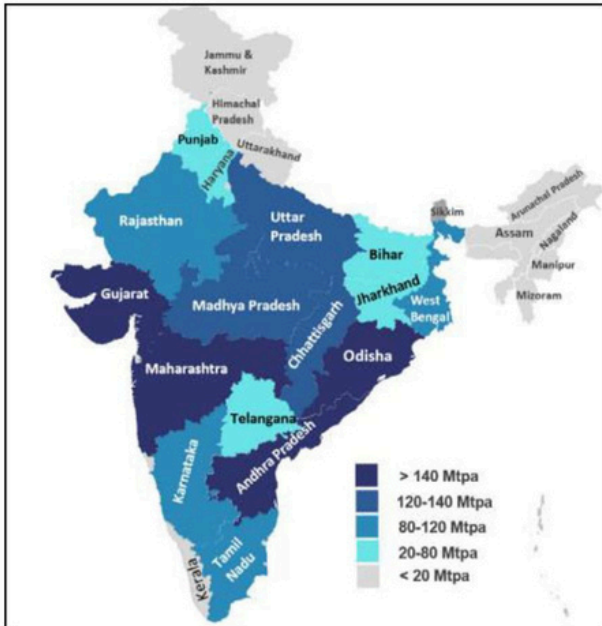 Jammu &
Kashmir
Himachal
Pradesh
Punjab
Uttarakhand
Haryana
Rajasthan
Uttar
Pradesh
Sikkim
Arunachal Pradesh
Assam
Nagaland
Bihar
Manipur
Jharkhand
Mizoram
Gujarat
Madhya Pradesh
West
Bengal
Chhattisgarh
Maharashtra
Odisha
Telangana
Andhra Pradesh
Karnataka
Tamil
Nadu
Kerala
> 140 Mtpa
120-140 Mtpa
80-120 Mtpa
20-80 Mtpa
< 20 Mtpa